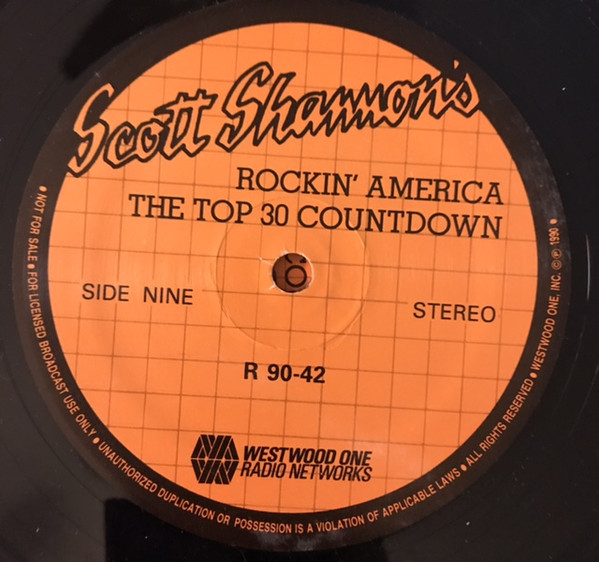 Scott Shannon's
ROCKIN' AMERICA
THE TOP 30 COUNTDOWN
SIDE NINE
STEREO
R 90-42
WESTWOOD ONE
RADIO NETWORKS
● NOT FOR SALE ● FOR LICENSED BROADCAST USE ONLY ● UNAUTHORIZED DUPLICATION OR POSSESSION IS A VIOLATION OF APPLICABLE LAWS ● ALL RIGHTS RESERVED ● WESTWOOD ONE, INC. © ℗ 1990 ●